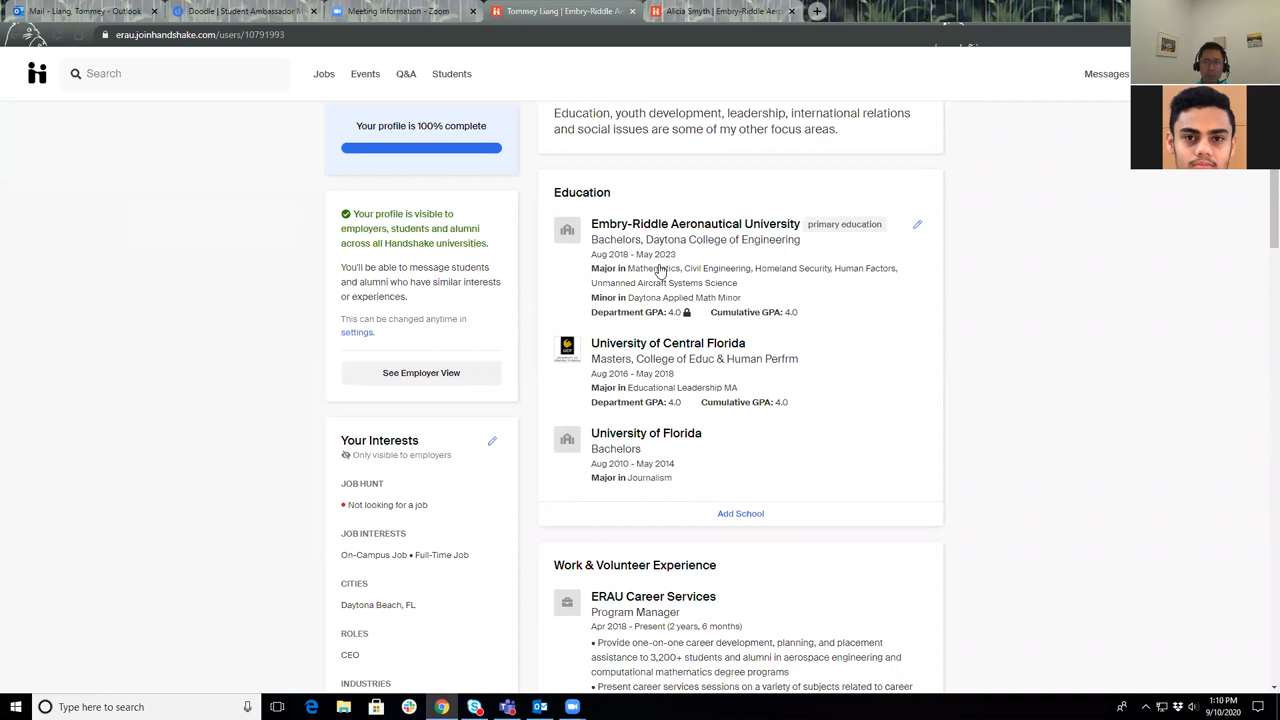 Mail - Liang, Tommey - Outlook
Doodle | Student Ambassador M
Meeting Information - Zoom
Tommey Liang | Embry-Riddle Ae
Alicia Smyth | Embry-Riddle Aero
erau.joinhandshake.com/users/10791993
Search
Jobs
Events
Q&A
Students
Messages
Your profile is 100% complete
Your profile is visible to
employers, students and alumni
across all Handshake universities.
You'll be able to message students
and alumni who have similar interests
or experiences.
This can be changed anytime in
settings.
See Employer View
Your Interests
Only visible to employers
JOB HUNT
Not looking for a job
JOB INTERESTS
On-Campus Job • Full-Time Job
CITIES
Daytona Beach, FL
ROLES
CEO
INDUSTRIES
Education, youth development, leadership, international relations
and social issues are some of my other focus areas.
Education
Embry-Riddle Aeronautical University primary education
Bachelors, Daytona College of Engineering
Aug 2018 - May 2023
Major in Mathematics, Civil Engineering, Homeland Security, Human Factors,
Unmanned Aircraft Systems Science
Minor in Daytona Applied Math Minor
Department GPA: 4.0 Cumulative GPA: 4.0
University of Central Florida
Masters, College of Educ & Human Perfrm
Aug 2016 - May 2018
Major in Educational Leadership MA
Department GPA: 4.0 Cumulative GPA: 4.0
University of Florida
Bachelors
Aug 2010 - May 2014
Major in Journalism
Add School
Work & Volunteer Experience
ERAU Career Services
Program Manager
Apr 2018 - Present (2 years, 6 months)
• Provide one-on-one career development, planning, and placement
assistance to 3,200+ students and alumni in aerospace engineering and
computational mathematics degree programs
• Present career services sessions on a variety of subjects related to career
Type here to search
1:10 PM
9/10/2020